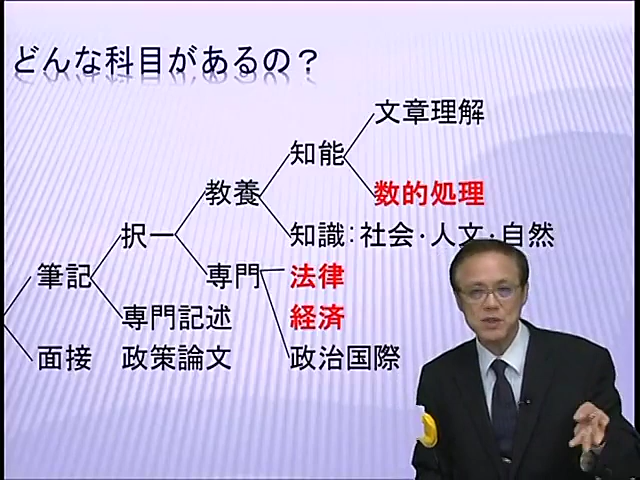 どんな科目があるの？
文章理解
知能
数的処理
教養
択一
知識：社会・人文・自然
筆記
専門
法律
専門記述
経済
面接
政策論文
政治国際